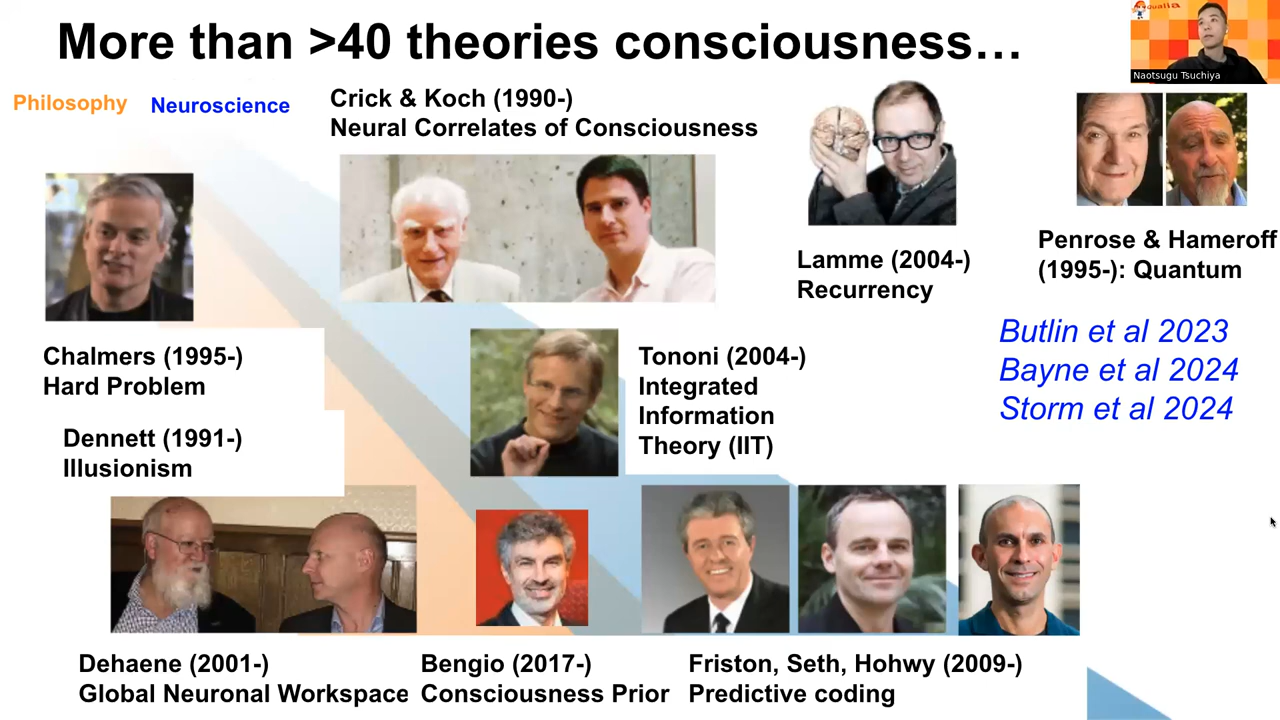 More than >40 theories consciousness…
Qualia
Naotsugu Tsuchiya
Philosophy
Neuroscience
Crick & Koch (1990-)
Neural Correlates of Consciousness
Lamme (2004-)
Recurrency
Penrose & Hameroff
(1995-): Quantum
Butlin et al 2023
Bayne et al 2024
Storm et al 2024
Chalmers (1995-)
Hard Problem
Tononi (2004-)
Integrated
Information
Theory (IIT)
Dennett (1991-)
Illusionism
Dehaene (2001-)
Global Neuronal Workspace
Bengio (2017-)
Consciousness Prior
Friston, Seth, Hohwy (2009-)
Predictive coding